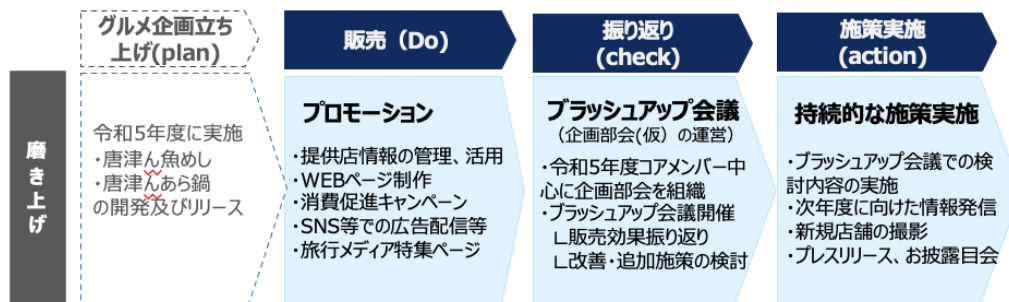 磨き上げ
グルメ企画立ち
上げ(plan)
令和5年度に実施
・唐津ん魚めし
・唐津んあら鍋
の開発及びリリース
販売（Do）
プロモーション
・提供店情報の管理、活用
・WEBページ制作
・消費促進キャンペーン
・SNS等での広告配信等
・旅行メディア特集ページ
振り返り
(check)
ブラッシュアップ会議
（企画部会(仮）の運営）
・令和5年度コアメンバー中
心に企画部会を組織
・ブラッシュアップ会議開催
∟販売効果振り返り
∟改善・追加施策の検討
施策実施
(action)
持続的な施策実施
・ブラッシュアップ会議での検
討内容の実施
・次年度に向けた情報発信
・新規店舗の撮影
・プレスリリース、お披露目会